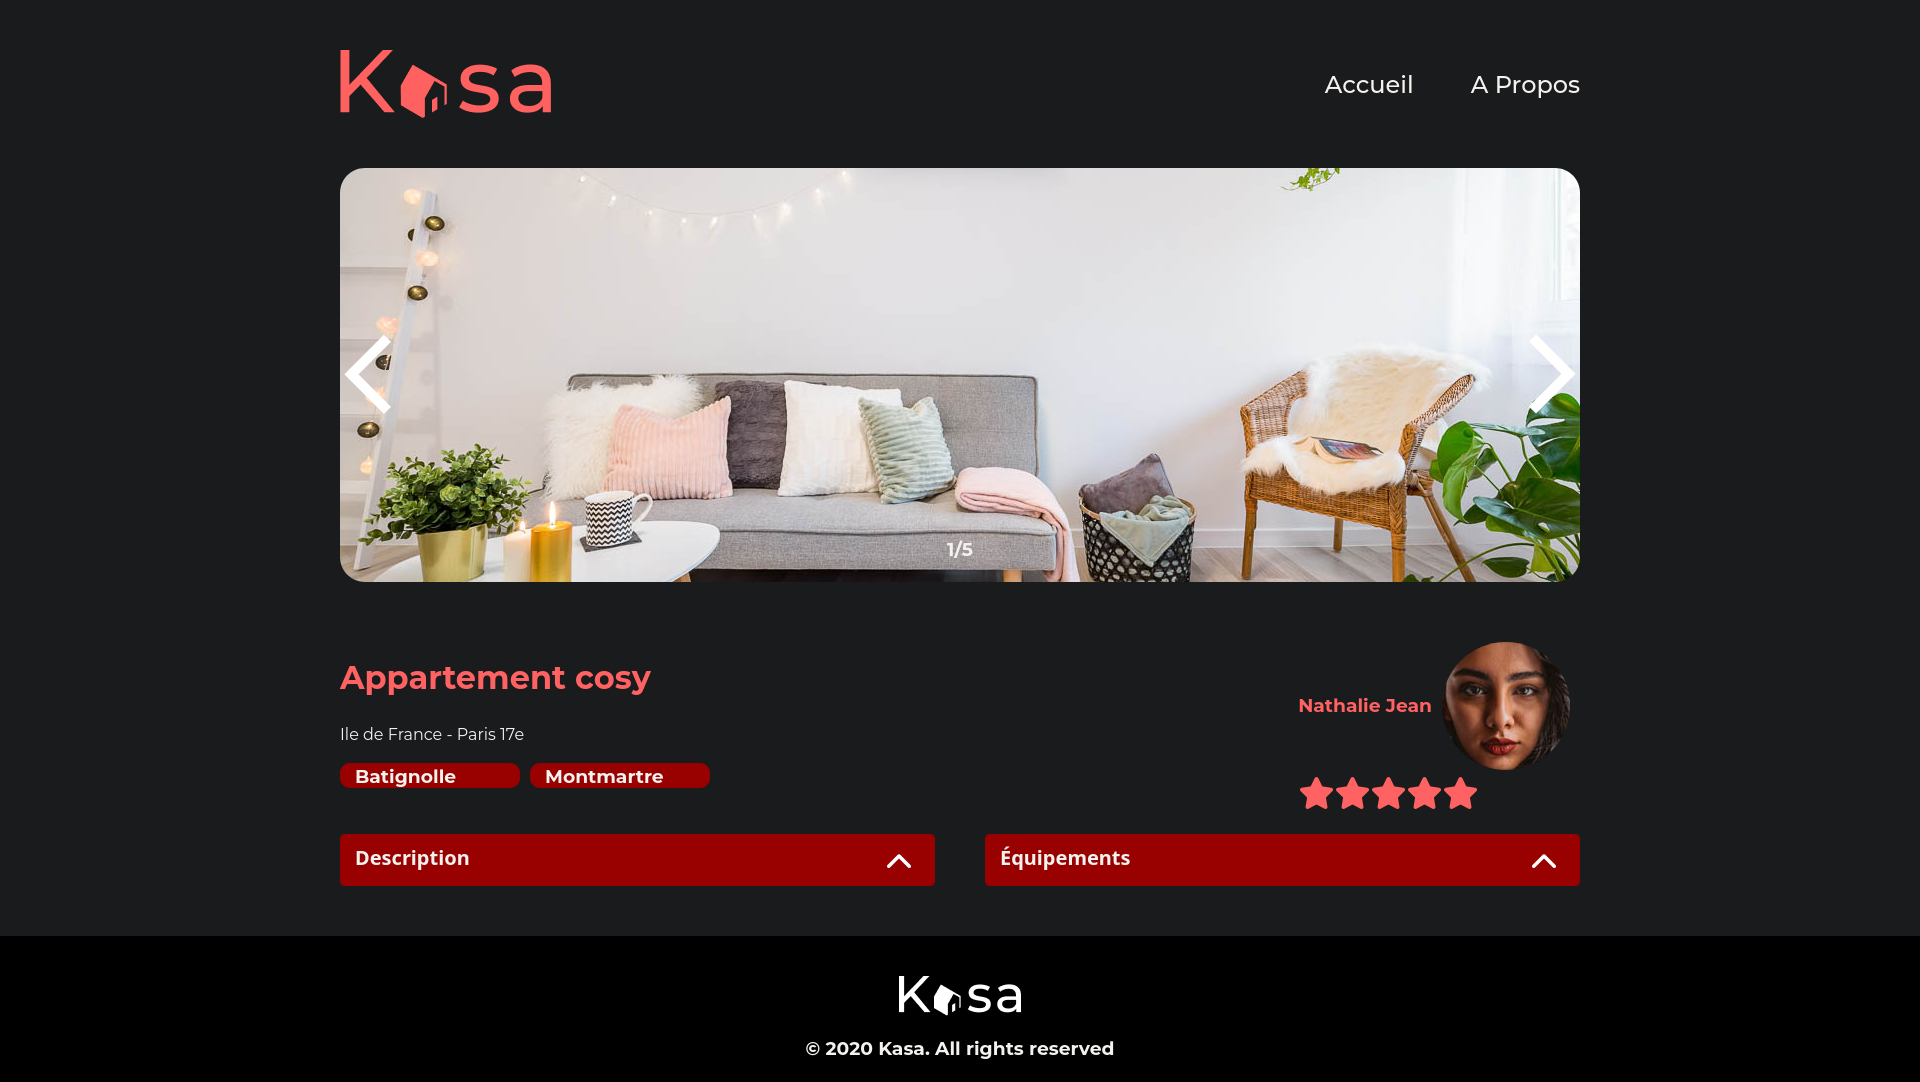 Kasa
Accueil
A Propos
1/5
Appartement cosy
Nathalie Jean
Ile de France - Paris 17e
Batignolle
Montmartre
Description
Équipements
Kasa
© 2020 Kasa. All rights reserved